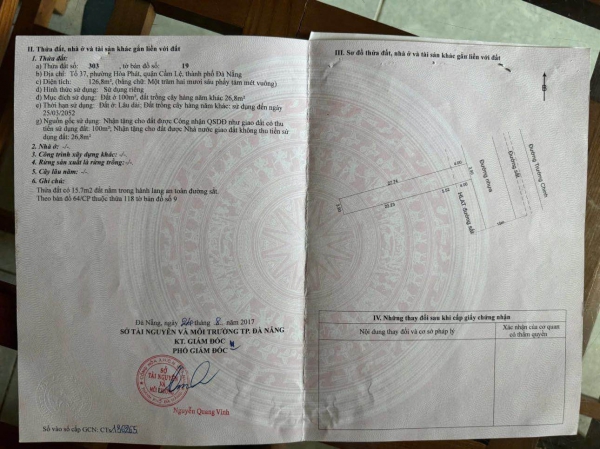 II. Thửa đất, nhà ở và tài sản khác gắn liền với đất
1. Thửa đất:
a) Thửa đất số: 303 , tờ bản đồ số: 19
b) Địa chỉ: Tổ 37, phường Hòa Phát, quận Cẩm Lệ, thành phố Đà Nẵng
c) Diện tích: 126,8m², (bằng chữ: Một trăm hai mươi sáu phẩy tám mét vuông)
d) Hình thức sử dụng: Sử dụng riêng
đ) Mục đích sử dụng: Đất ở 100m², đất trồng cây hàng năm khác 26,8m²
e) Thời hạn sử dụng: Đất ở: Lâu dài; Đất trồng cây hàng năm khác: sử dụng đến ngày
25/03/2052
g) Nguồn gốc sử dụng: Nhận tặng cho đất được Công nhận QSDĐ như giao đất có thu
tiền sử dụng đất: 100m²; Nhận tặng cho đất được Nhà nước giao đất không thu tiền sử
dụng đất: 26,8m²
2. Nhà ở: -/-.
3. Công trình xây dựng khác: -/-.
4. Rừng sản xuất là rừng trồng: -/-.
5. Cây lâu năm: -/-.
6. Ghi chú:
Thửa đất có 15.7m2 đất nằm trong hành lang an toàn đường sắt.
Theo bản đồ 64/CP thuộc thửa 118 tờ bản đồ số 9
Đà Nẵng, ngày tháng 8 năm 2017
SỞ TÀI NGUYÊN VÀ MÔI TRƯỜNG TP. ĐÀ NẴNG
KT. GIÁM ĐỐC
PHÓ GIÁM ĐỐC
SỞ
TÀI NGUYÊN
VÀ
MÔI TRƯỜNG
Nguyễn Quang Vinh
Số vào sổ cấp GCN: CTs
III. Sơ đồ thửa đất, nhà ở và tài sản khác gắn liền với đất
B
Đường Trường Chinh
Đường sắt
Đường nhựa
HLAT đường sắt
4.00
4.00
IV. Những thay đổi sau khi cấp giấy chứng nhận
Nội dung thay đổi và cơ sở pháp lý
Xác nhận của cơ quan
có thẩm quyền